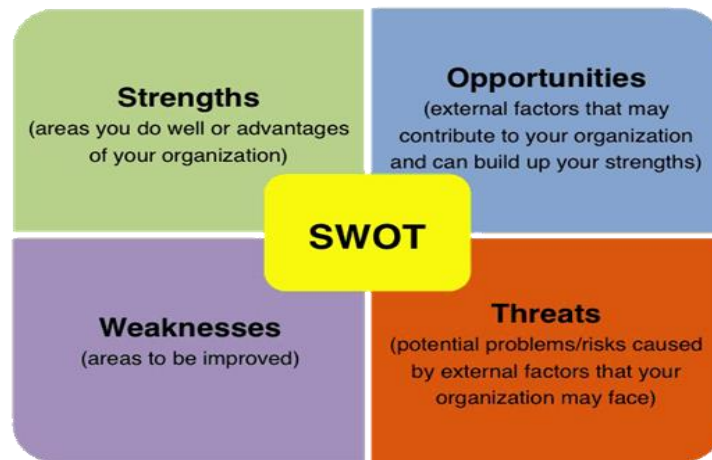 Strengths
(areas you do well or advantages
of your organization)
Opportunities
(external factors that may
contribute to your organization
and can build up your strengths)
SWOT
Weaknesses
(areas to be improved)
Threats
(potential problems/risks caused
by external factors that your
organization may face)